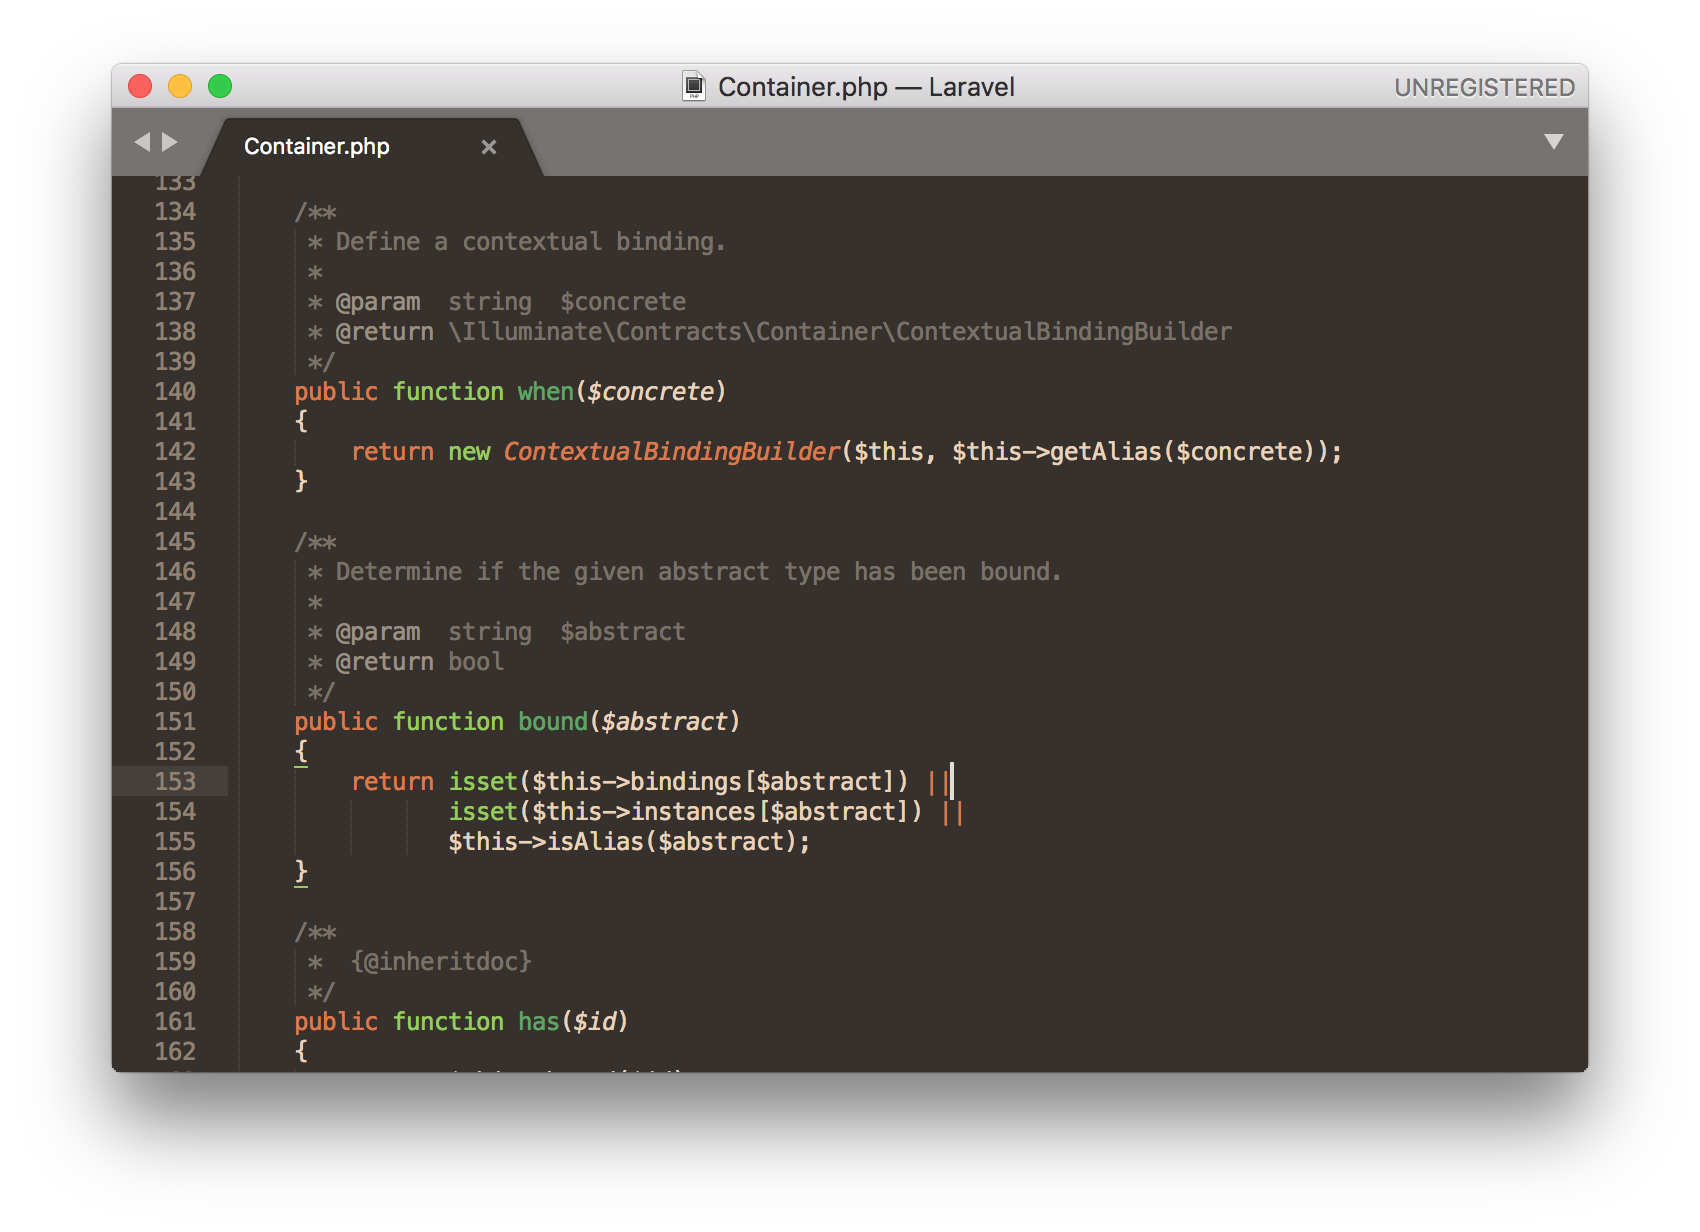 Container.php — Laravel
UNREGISTERED
Container.php
133
134 /**
135 * Define a contextual binding.
136 *
137 * @param  string  $concrete
138 * @return \Illuminate\Contracts\Container\ContextualBindingBuilder
139 */
140 public function when($concrete)
141 {
142 return new ContextualBindingBuilder($this, $this->getAlias($concrete));
143 }
144
145 /**
146 * Determine if the given abstract type has been bound.
147 *
148 * @param  string  $abstract
149 * @return bool
150 */
151 public function bound($abstract)
152 {
153 return isset($this->bindings[$abstract]) ||
154 isset($this->instances[$abstract]) ||
155 $this->isAlias($abstract);
156 }
157
158 /**
159 *  {@inheritdoc}
160 */
161 public function has($id)
162 {